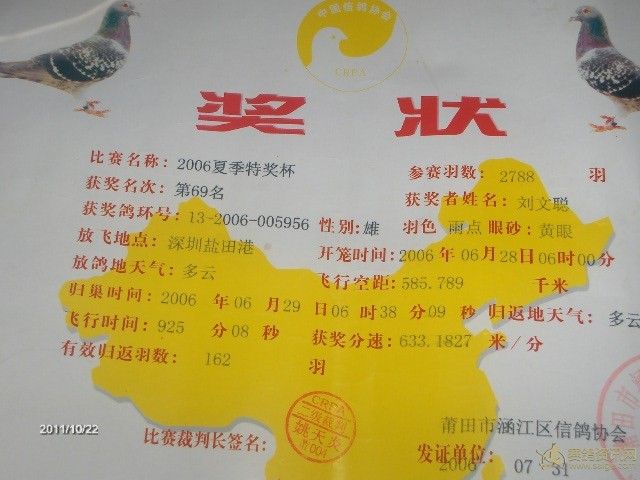 中国信鸽协会
CRPA
奖 状
比赛名称: 2006夏季特奖杯 参赛羽数: 2788 羽
获奖名次: 第69名 获奖者姓名: 刘文聪
获奖鸽环号: 13-2006-005956 性别: 雄 羽色 雨点 眼砂: 黄眼
放飞地点: 深圳盐田港 开笼时间: 2006 年 06 月 28 日 06 时 00 分
放鸽地天气: 多云 飞行空距: 585.789 千米
归巢时间: 2006 年 06 月 29 日 06 时 38 分 09 秒 归返地天气: 多云
飞行时间: 925 分 08 秒 获奖分速: 633.1827 米/分
有效归返羽数: 162 羽
CRPA
二级裁判
比赛裁判长签名:
莆田市涵江区信鸽协会
发证单位:
2006 07 31
2011/10/22